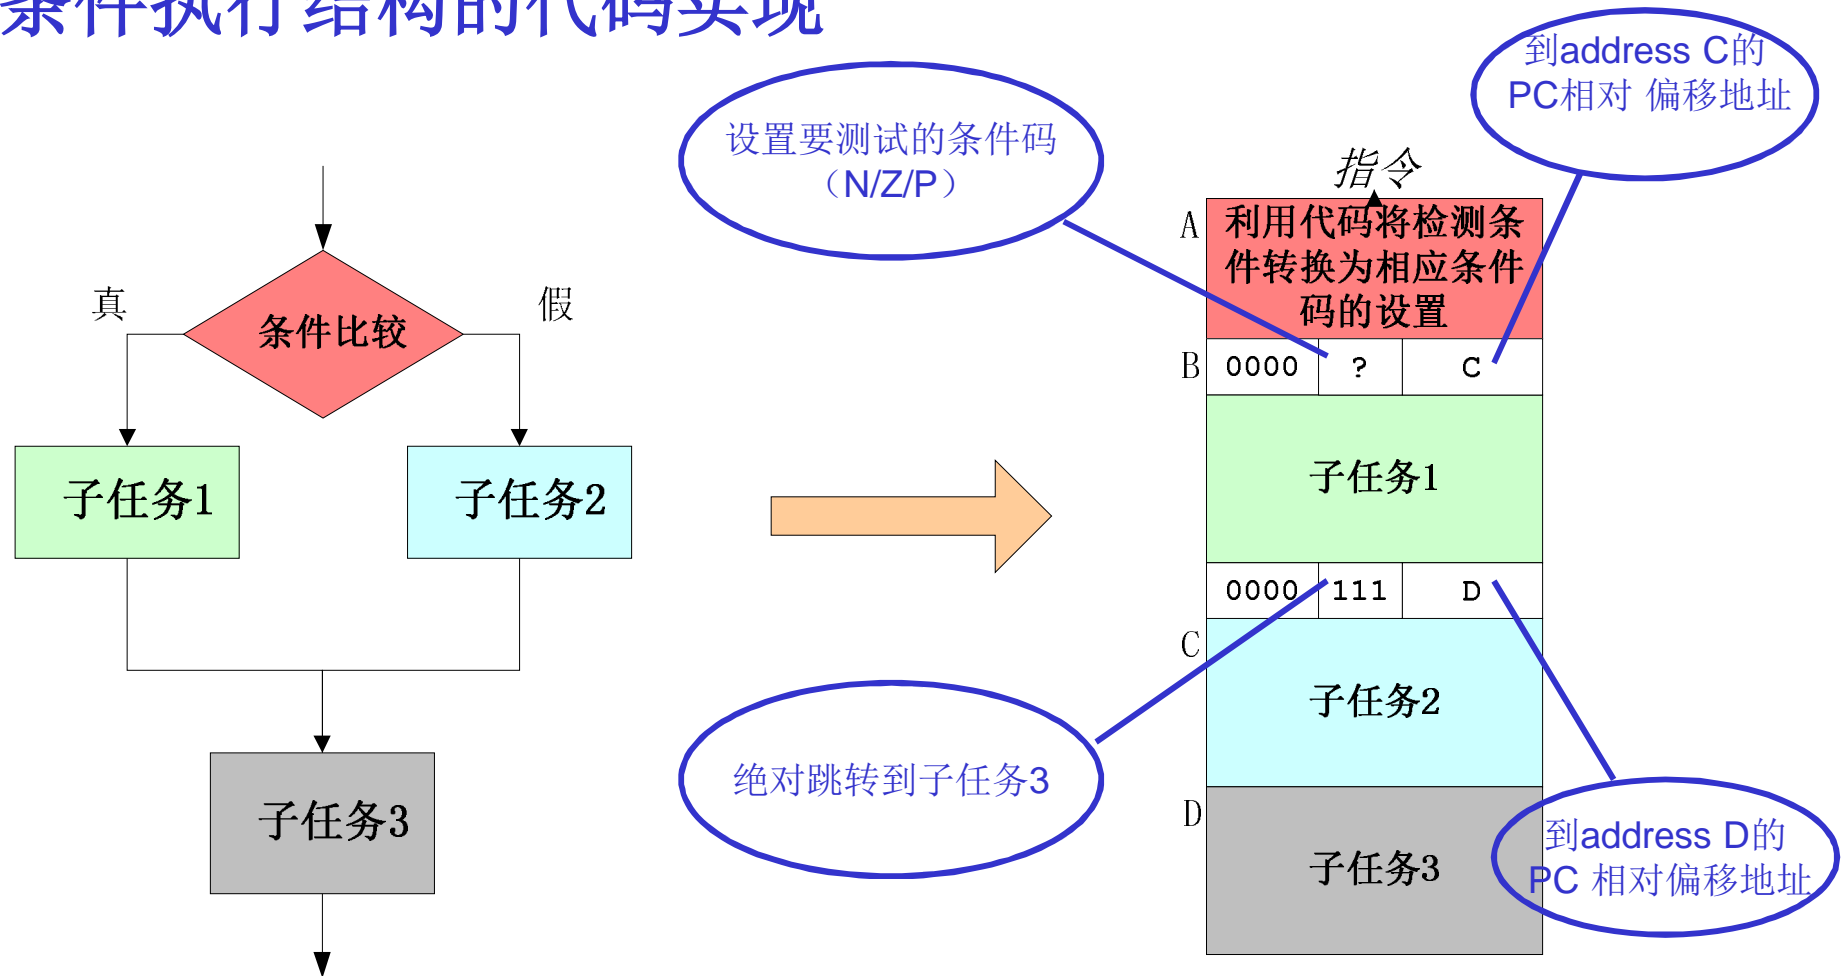 条件执行结构的代码实现
真
假
条件比较
子任务1
子任务2
子任务3
设置要测试的条件码
（N/Z/P）
绝对跳转到子任务3
到address C的
PC相对 偏移地址
指令
A
利用代码将检测条
件转换为相应条件
码的设置
B
0000 ? C
子任务1
0000 111 D
C
子任务2
D
子任务3
到address D的
PC 相对偏移地址